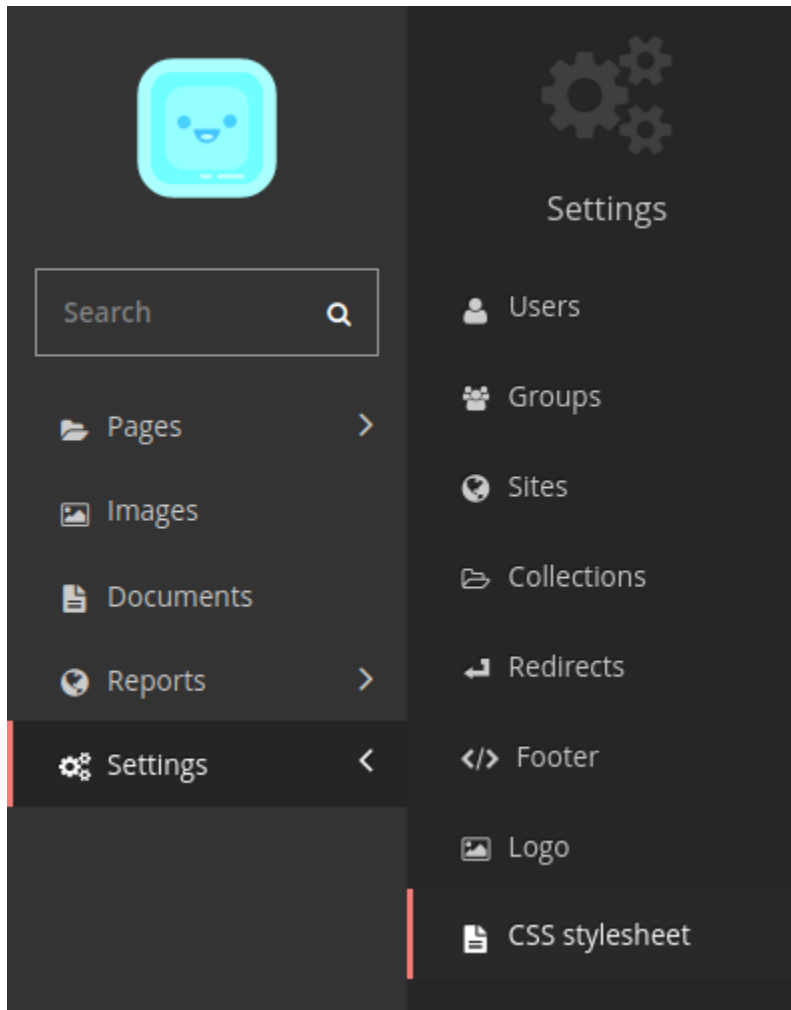 Search
Pages
Images
Documents
Reports
Settings
Settings
Users
Groups
Sites
Collections
Redirects
Footer
Logo
CSS stylesheet